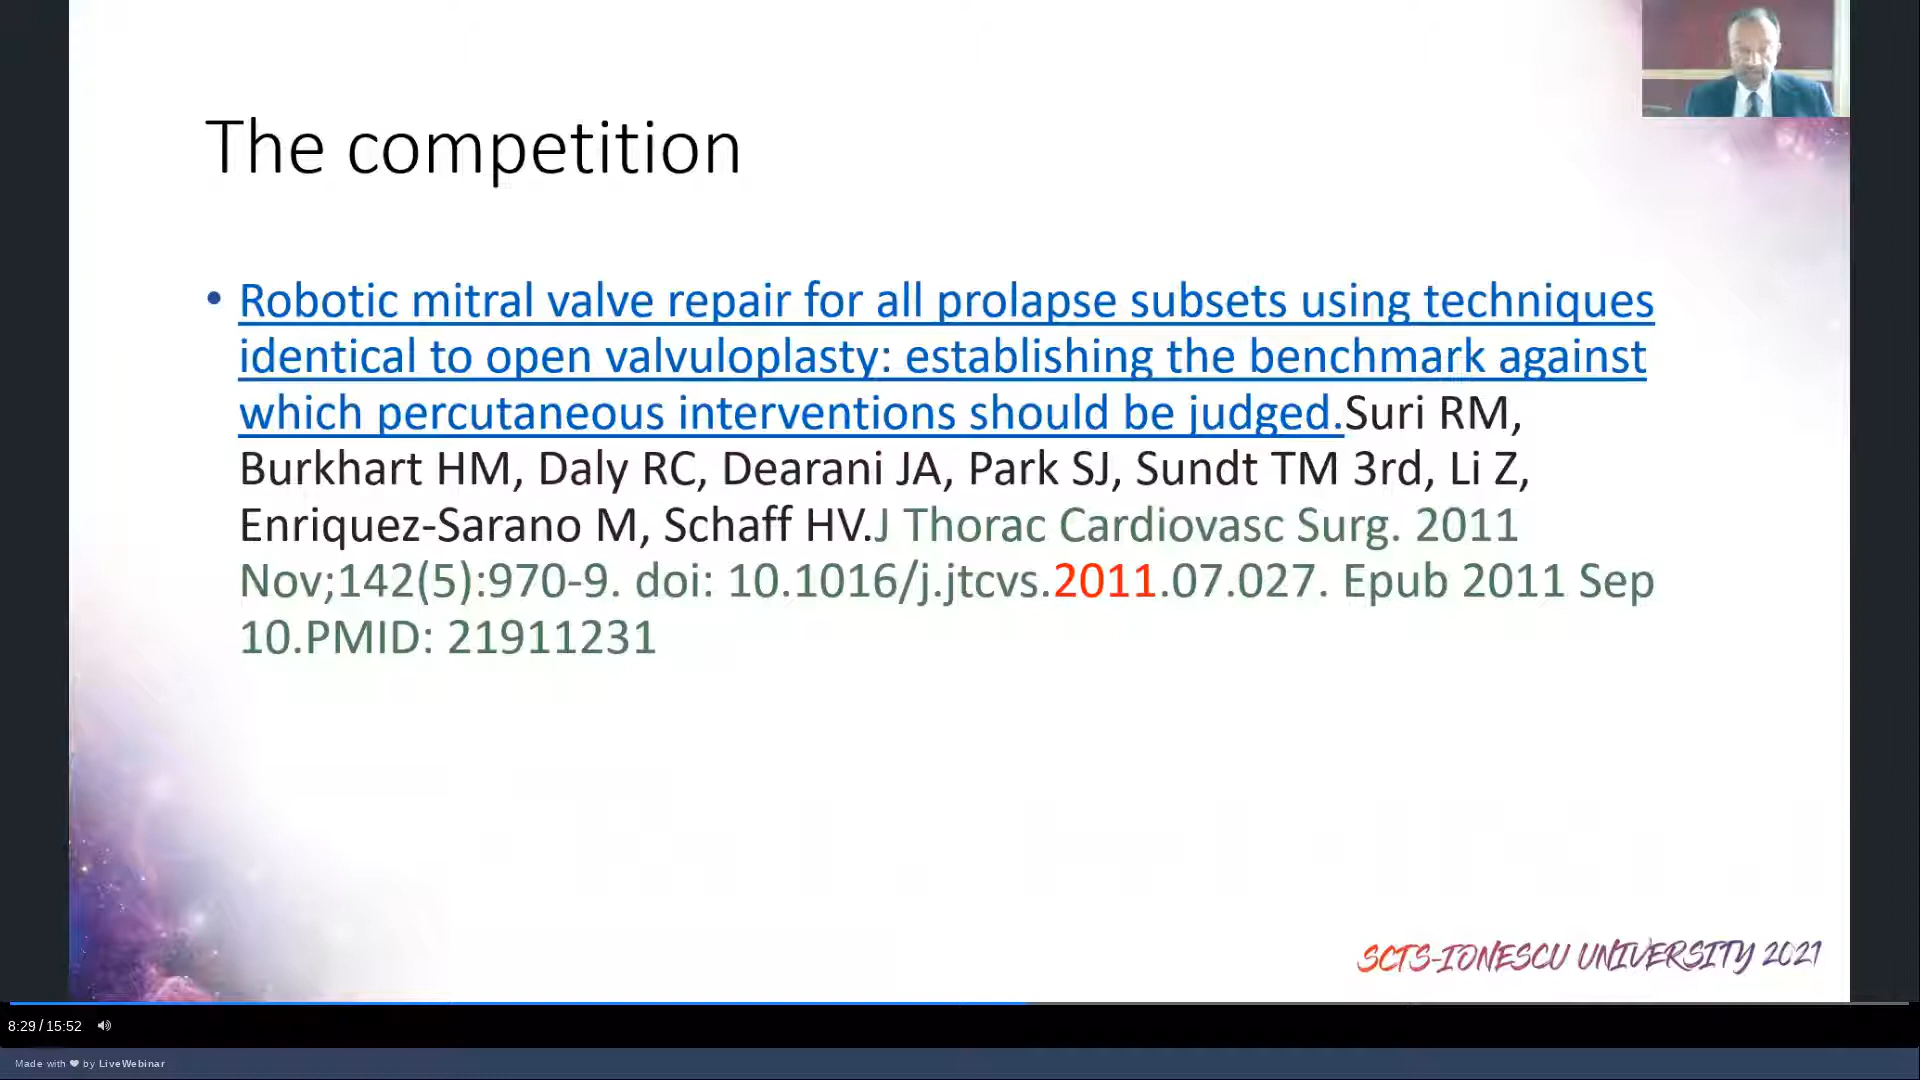 The competition
• Robotic mitral valve repair for all prolapse subsets using techniques
identical to open valvuloplasty: establishing the benchmark against
which percutaneous interventions should be judged.Suri RM,
Burkhart HM, Daly RC, Dearani JA, Park SJ, Sundt TM 3rd, Li Z,
Enriquez-Sarano M, Schaff HV.J Thorac Cardiovasc Surg. 2011
Nov;142(5):970-9. doi: 10.1016/j.jtcvs.2011.07.027. Epub 2011 Sep
10.PMID: 21911231
SCTS-IONESCU UNIVERSITY 2021
8:29 / 15:52
Made with ❤ by LiveWebinar